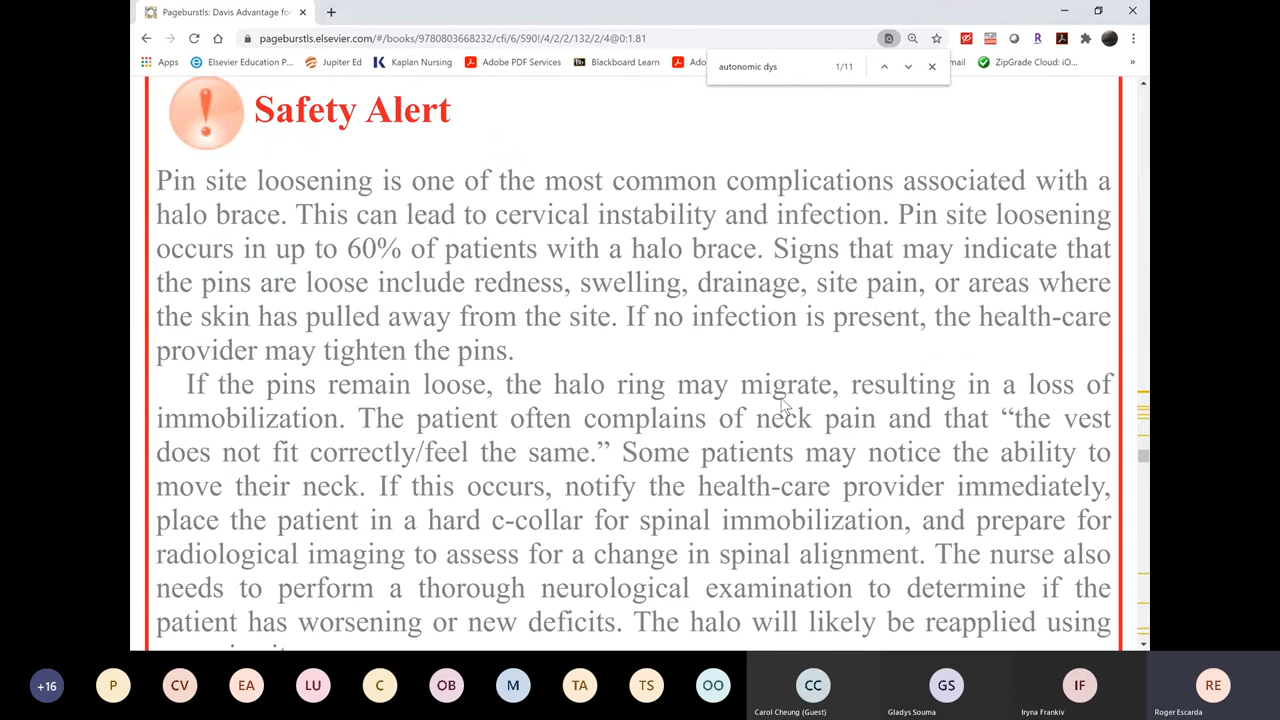 Pageburstls: Davis Advantage for
pageburstls.elsevier.com/#/books/9780803668232/cfi/6/590!/4/2/2/132/2/4@0:1.81
Apps
Elsevier Education P...
Jupiter Ed
Kaplan Nursing
Adobe PDF Services
Blackboard Learn
Ado
mail
ZipGrade Cloud: iO...
»
autonomic dys 1/11
Safety Alert
Pin site loosening is one of the most common complications associated with a
halo brace. This can lead to cervical instability and infection. Pin site loosening
occurs in up to 60% of patients with a halo brace. Signs that may indicate that
the pins are loose include redness, swelling, drainage, site pain, or areas where
the skin has pulled away from the site. If no infection is present, the health-care
provider may tighten the pins.
If the pins remain loose, the halo ring may migrate, resulting in a loss of
immobilization. The patient often complains of neck pain and that “the vest
does not fit correctly/feel the same.” Some patients may notice the ability to
move their neck. If this occurs, notify the health-care provider immediately,
place the patient in a hard c-collar for spinal immobilization, and prepare for
radiological imaging to assess for a change in spinal alignment. The nurse also
needs to perform a thorough neurological examination to determine if the
patient has worsening or new deficits. The halo will likely be reapplied using
+16
P
CV
EA
LU
C
OB
M
TA
TS
OO
CC
Carol Cheung (Guest)
GS
Gladys Souma
IF
Iryna Frankiv
RE
Roger Escarda